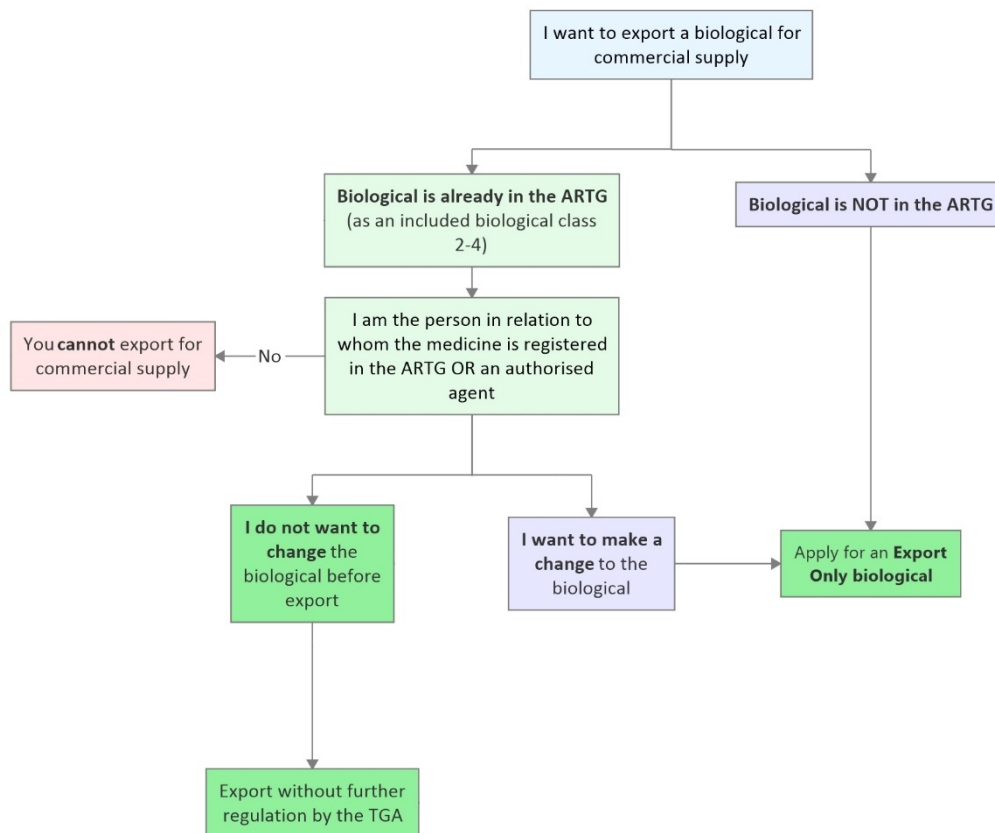 I want to export a biological for
commercial supply
Biological is already in the ARTG
(as an included biological class
2-4)
Biological is NOT in the ARTG
I am the person in relation to
whom the medicine is registered
in the ARTG OR an authorised
agent
No
You cannot export for
commercial supply
I do not want to
change the
biological before
export
I want to make a
change to the
biological
Apply for an Export
Only biological
Export without further
regulation by the TGA